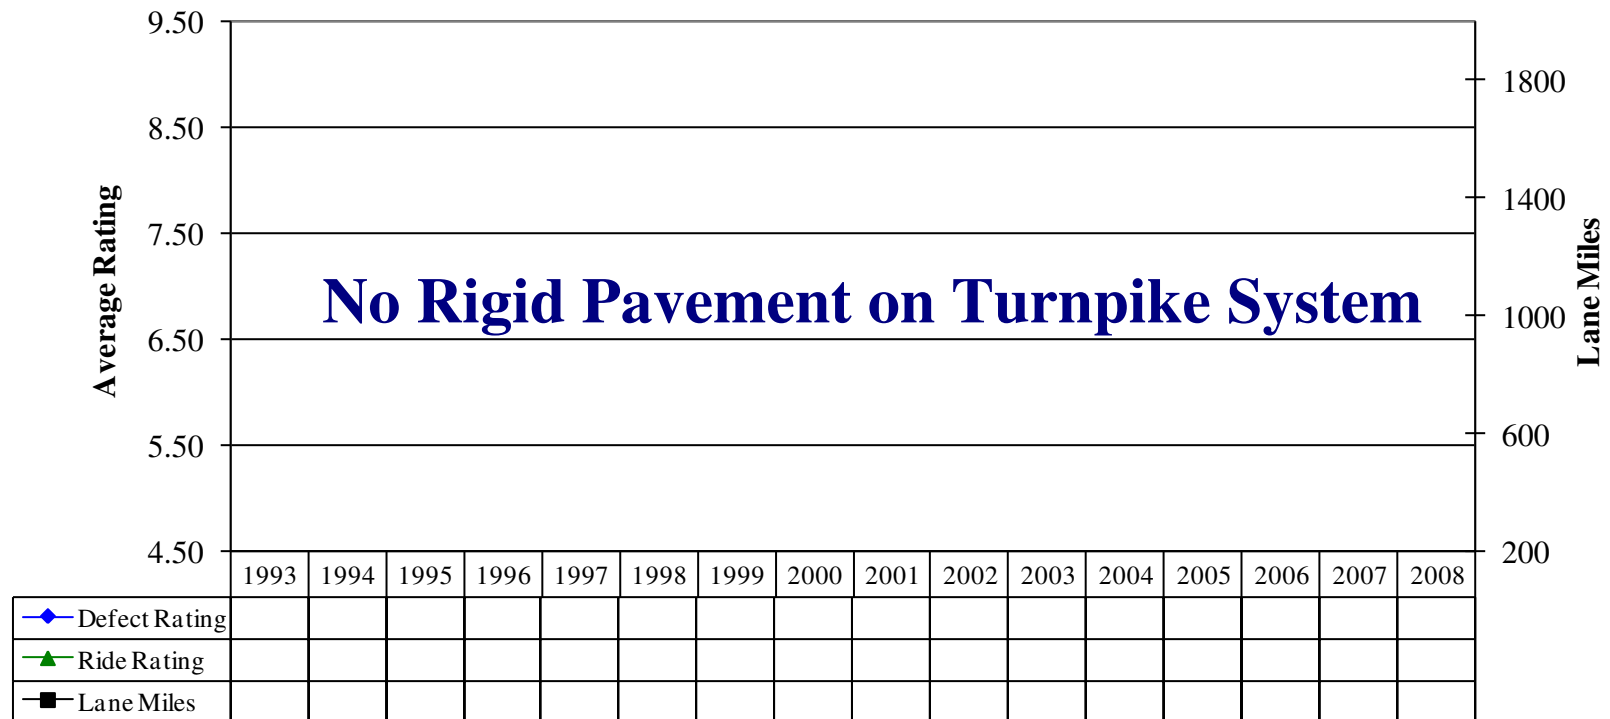 9.50
8.50
7.50
6.50
5.50
4.50
Average Rating
No Rigid Pavement on Turnpike System
1800
1400
1000
600
200
Lane Miles
1993 1994 1995 1996 1997 1998 1999 2000 2001 2002 2003 2004 2005 2006 2007 2008
Defect Rating
Ride Rating
Lane Miles